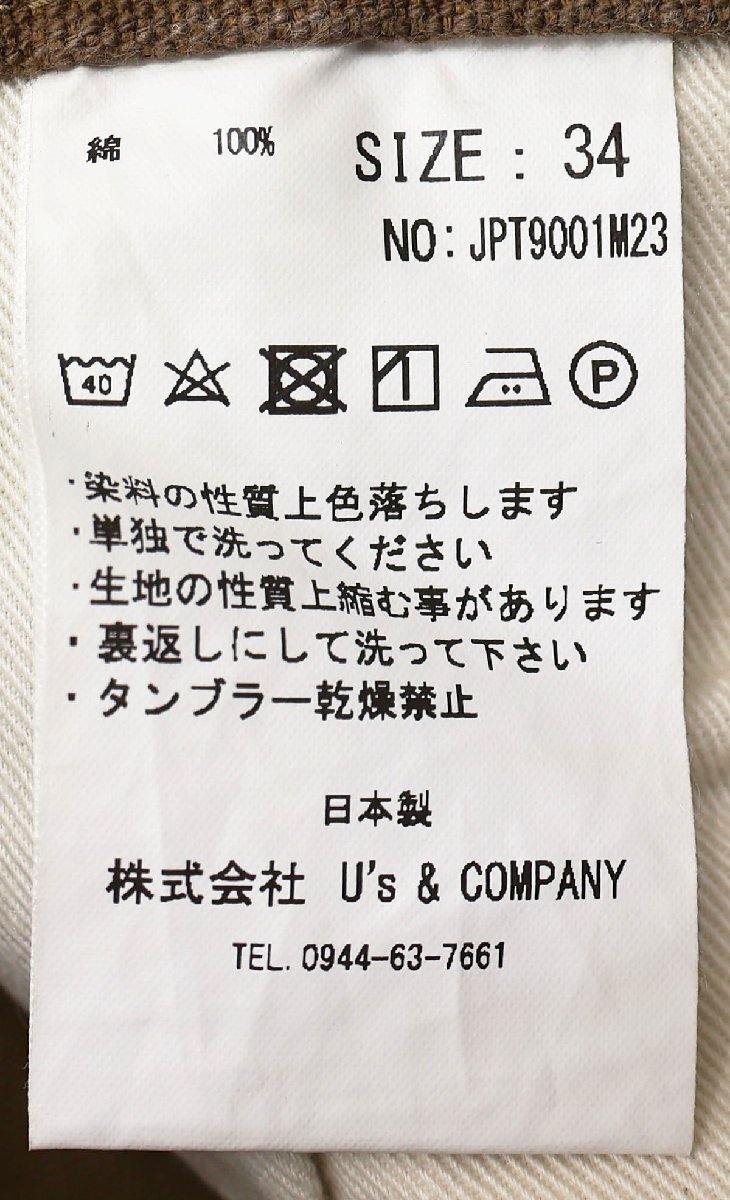 綿 100% SIZE : 34
NO: JPT9001M23
40 P
・染料の性質上色落ちします
・単独で洗ってください
・生地の性質上縮む事があります
・裏返しにして洗って下さい
・タンブラー乾燥禁止
日本製
株式会社 U's & COMPANY
TEL. 0944-63-7661